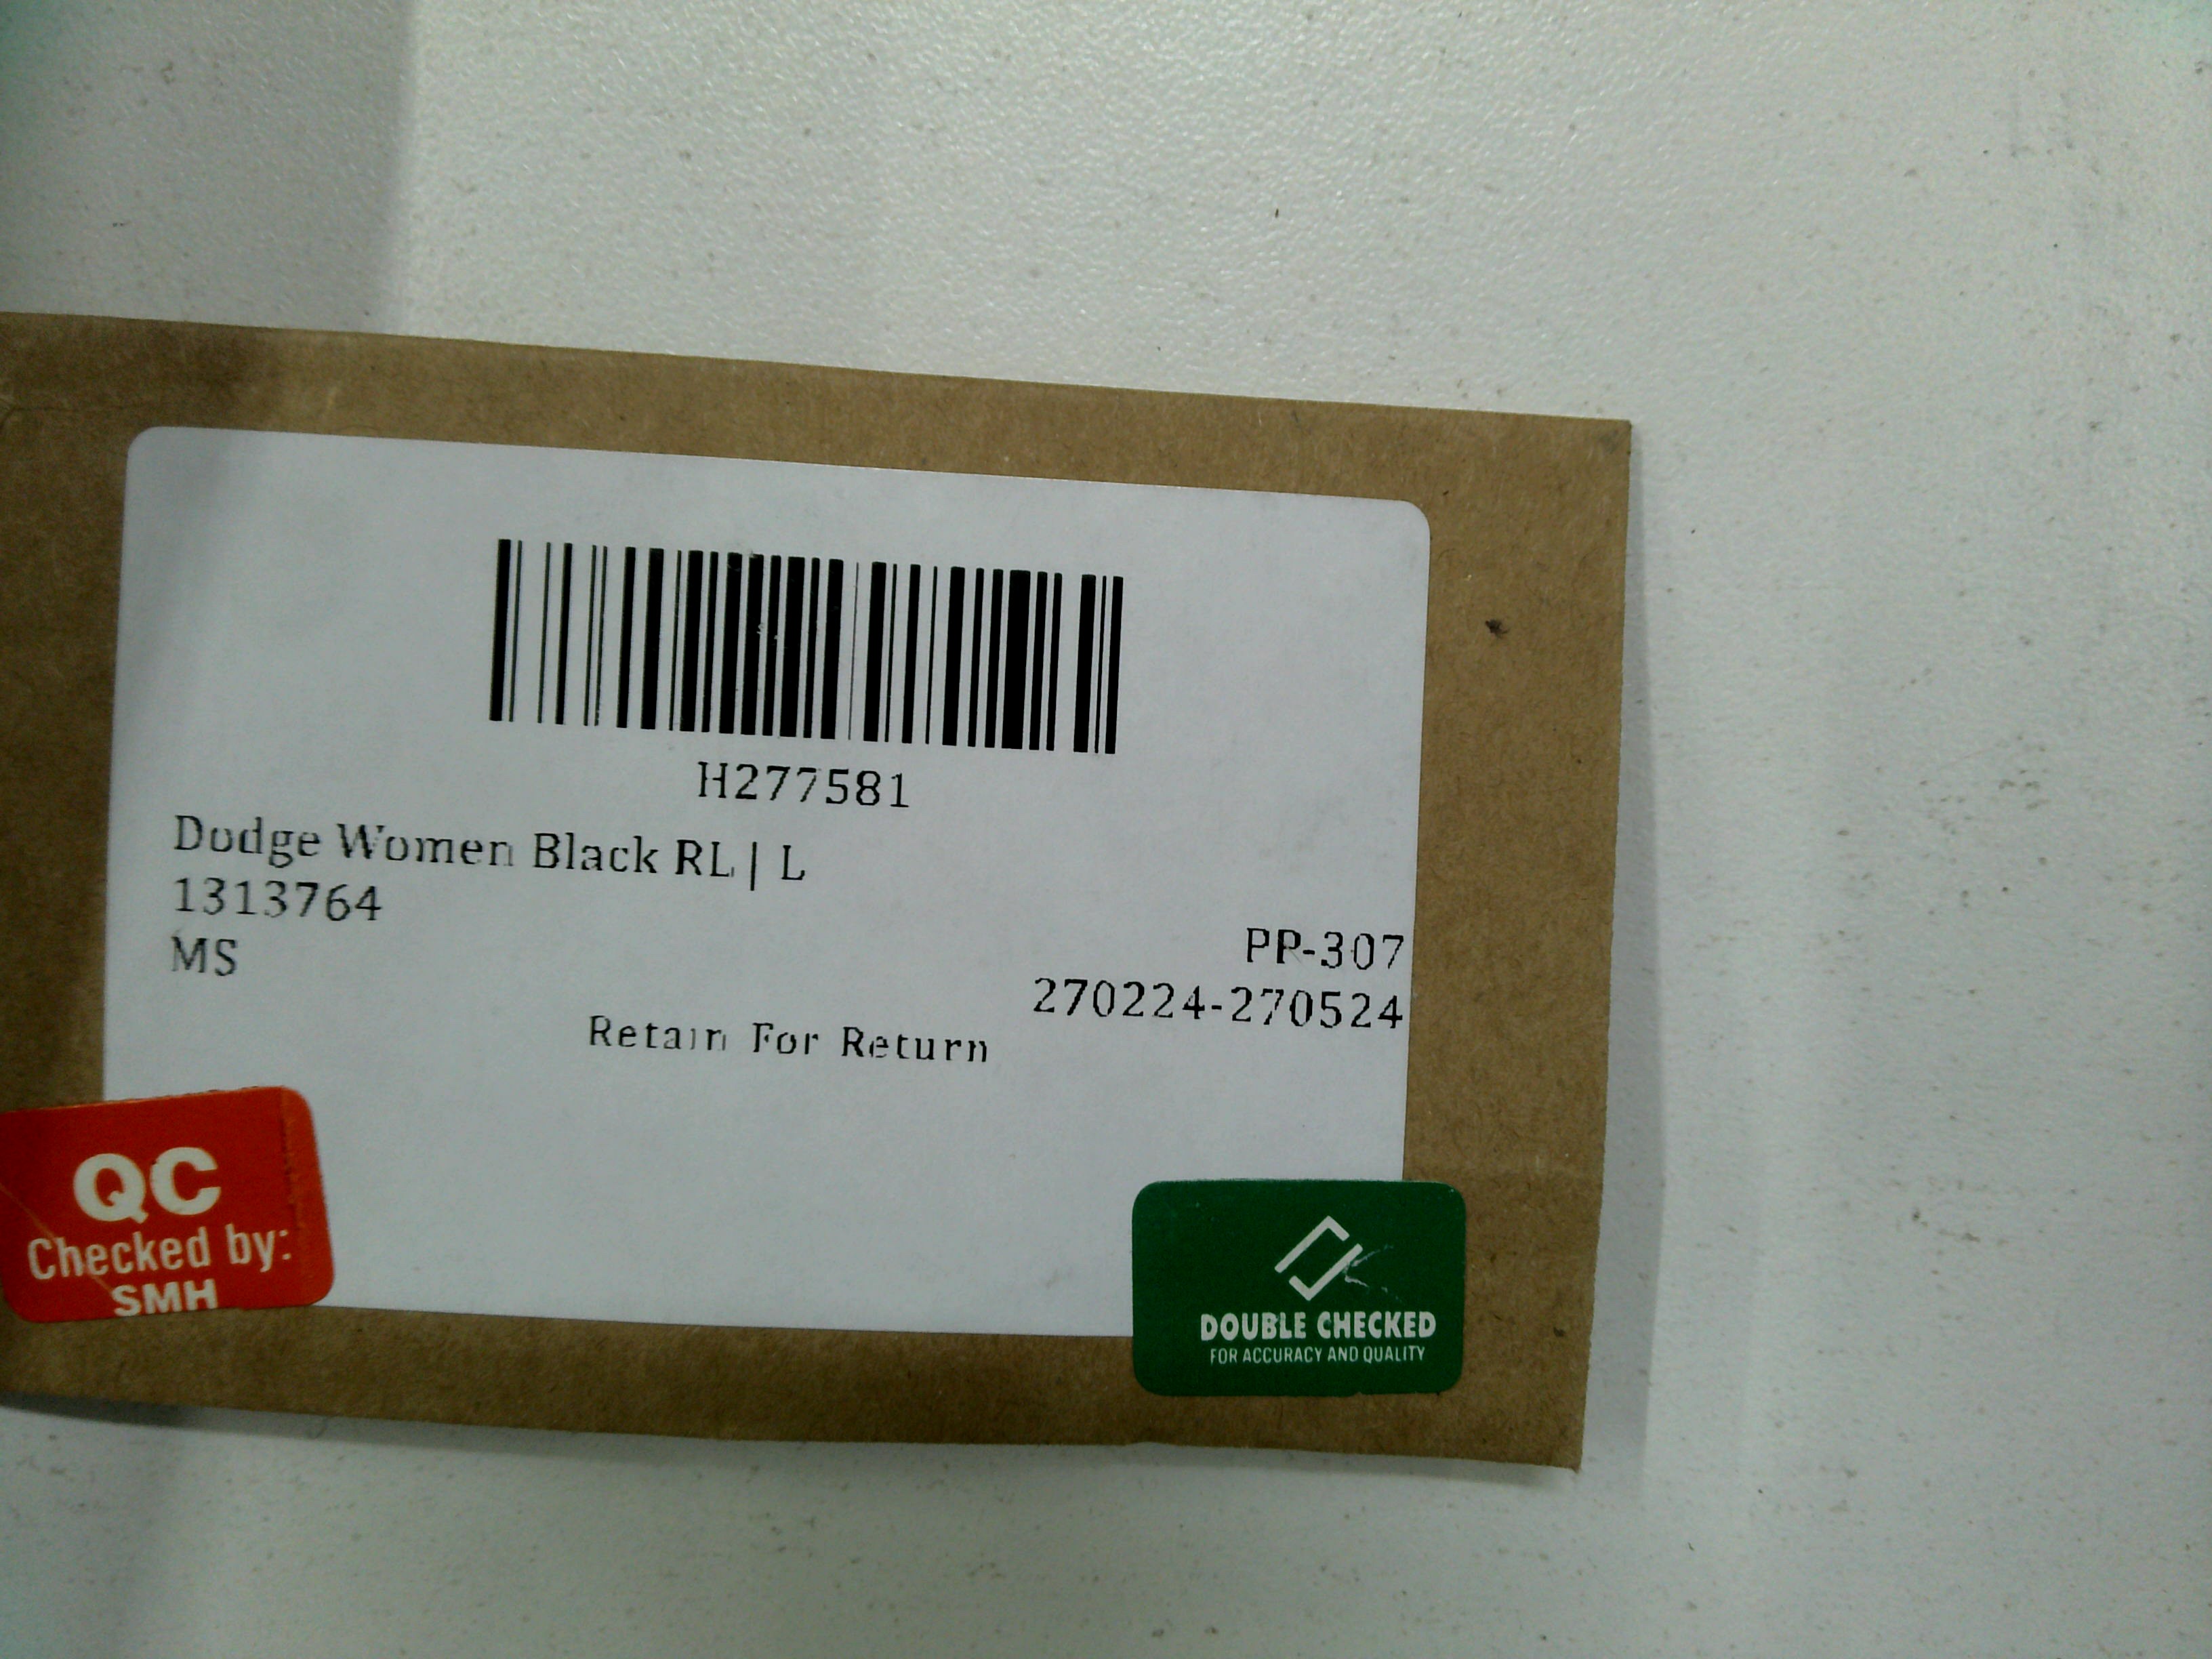 H277581
Dodge Women Black RL | L
1313764
MS
PP-307
270224-270524
Retain For Return
QC
Checked by:
SMH
DOUBLE CHECKED
FOR ACCURACY AND QUALITY